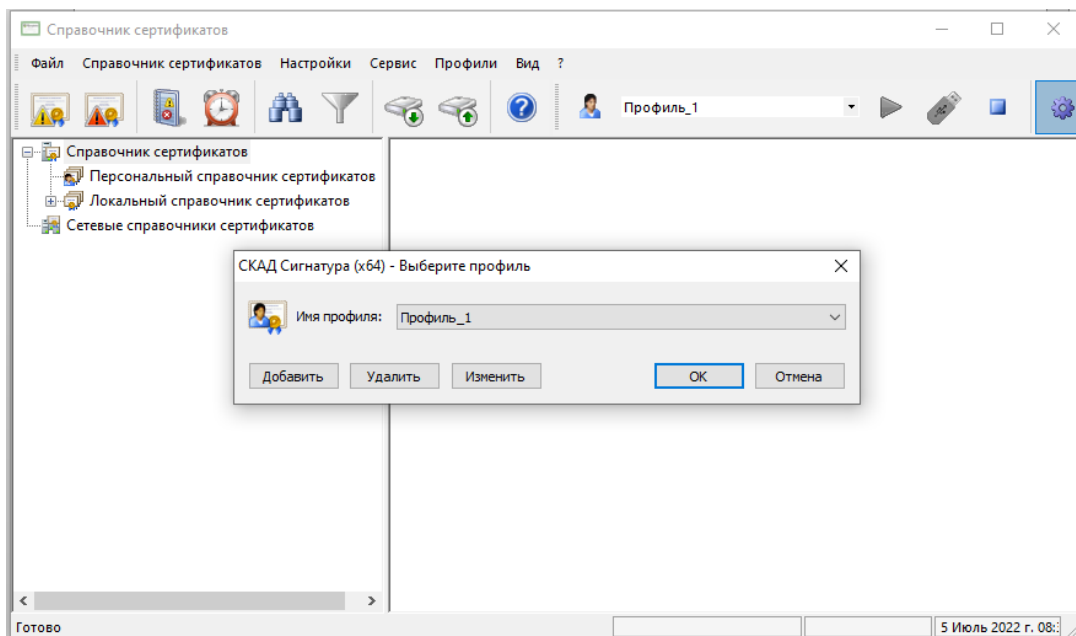 Справочник сертификатов
Файл Справочник сертификатов Настройки Сервис Профили Вид ?
Профиль_1
Справочник сертификатов
Персональный справочник сертификатов
Локальный справочник сертификатов
Сетевые справочники сертификатов
СКАД Сигнатура (x64) - Выберите профиль
Имя профиля: Профиль_1
Добавить Удалить Изменить OK Отмена
Готово 5 Июль 2022 г. 08: